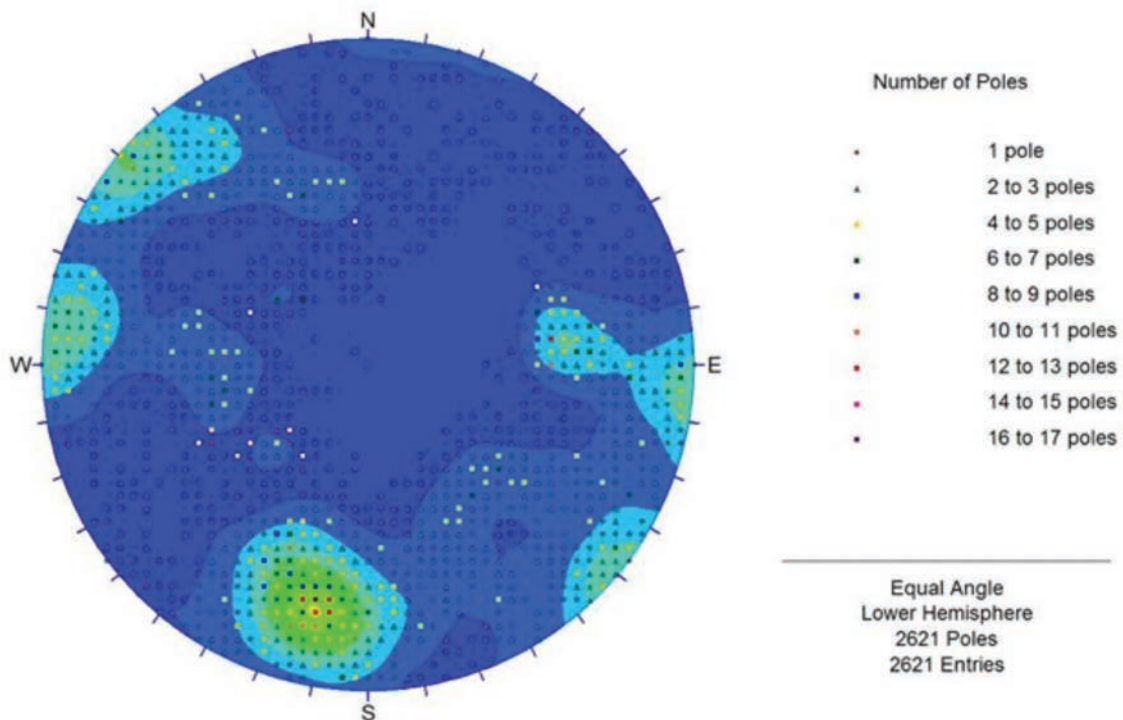 N
W
E
S
Number of Poles
1 pole
2 to 3 poles
4 to 5 poles
6 to 7 poles
8 to 9 poles
10 to 11 poles
12 to 13 poles
14 to 15 poles
16 to 17 poles
Equal Angle
Lower Hemisphere
2621 Poles
2621 Entries